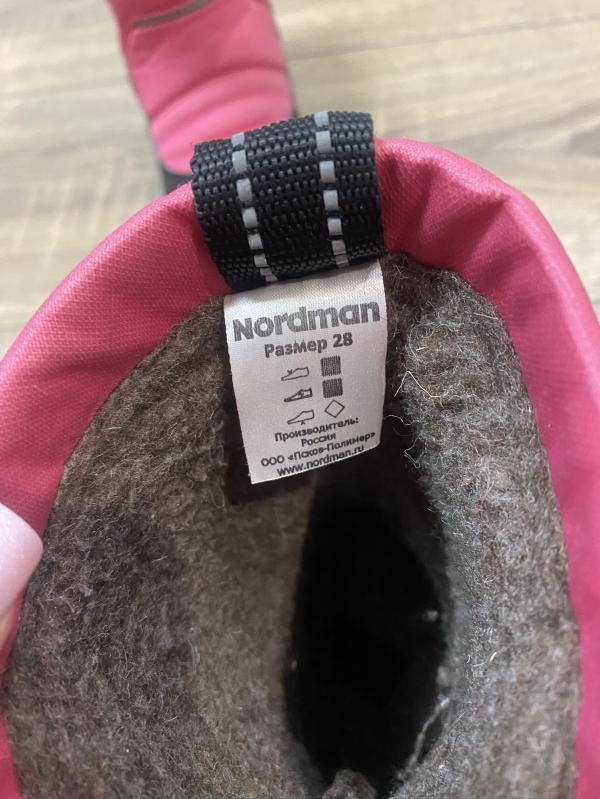 Nordman
Размер 28
Производитель:
Россия
ООО «Псков-Полимер»
www.nordman.ru